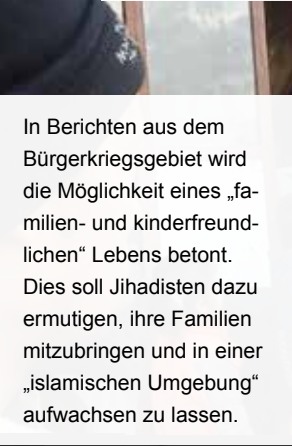 In Berichten aus dem
Bürgerkriegsgebiet wird
die Möglichkeit eines „fa-
milien- und kinderfreund-
lichen“ Lebens betont.
Dies soll Jihadisten dazu
ermutigen, ihre Familien
mitzubringen und in einer
„islamischen Umgebung“
aufwachsen zu lassen.